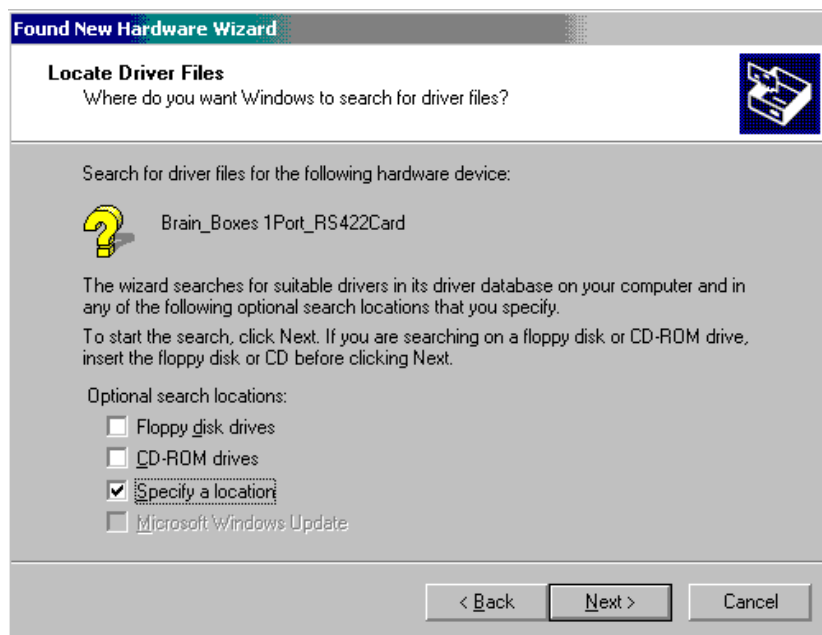 Found New Hardware Wizard
Locate Driver Files
Where do you want Windows to search for driver files?
Search for driver files for the following hardware device:
Brain_Boxes 1Port_RS422Card
The wizard searches for suitable drivers in its driver database on your computer and in
any of the following optional search locations that you specify.
To start the search, click Next. If you are searching on a floppy disk or CD-ROM drive,
insert the floppy disk or CD before clicking Next.
Optional search locations:
Floppy disk drives
CD-ROM drives
Specify a location
Microsoft Windows Update
< Back Next > Cancel